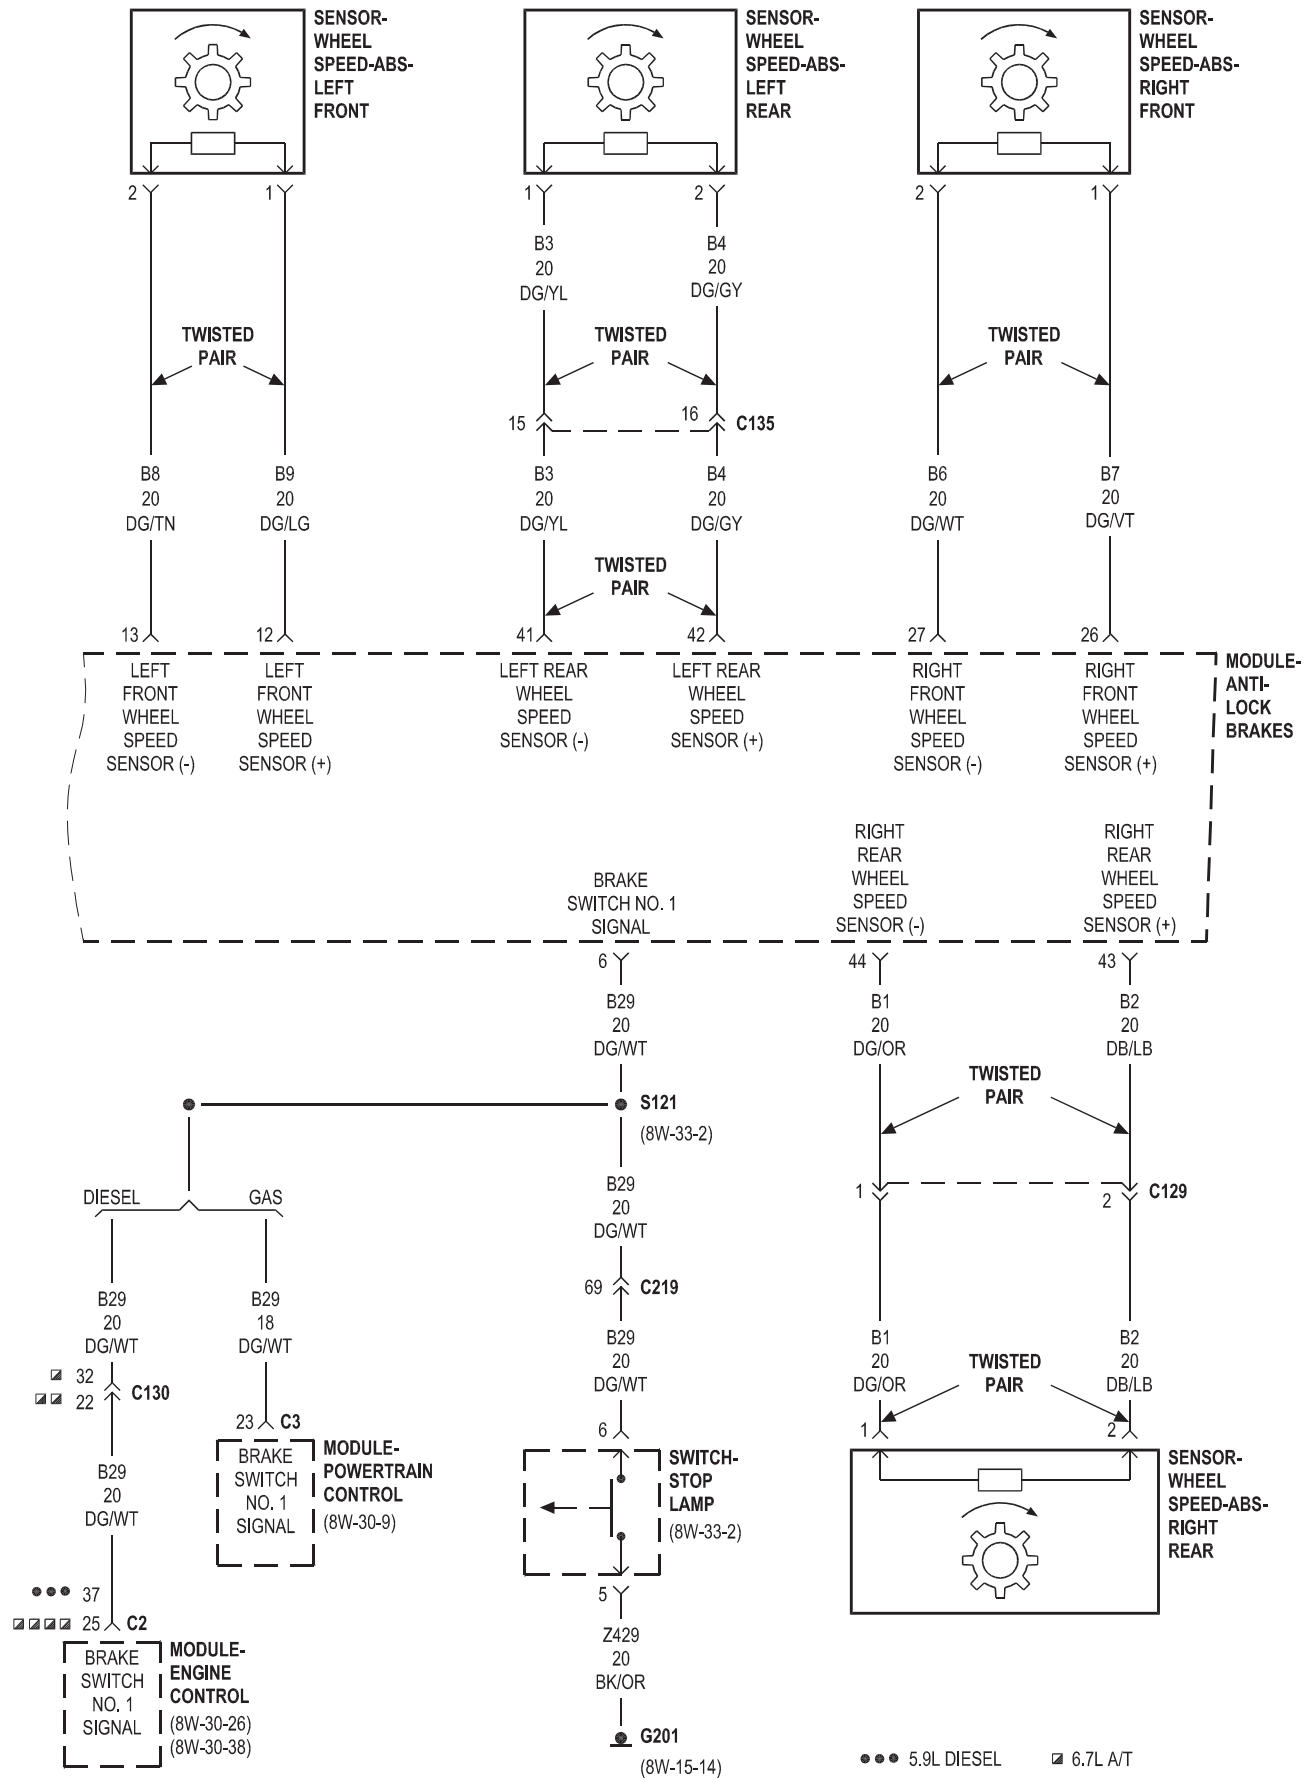 SENSOR-
WHEEL
SPEED-ABS-
LEFT
FRONT
SENSOR-
WHEEL
SPEED-ABS-
LEFT
REAR
SENSOR-
WHEEL
SPEED-ABS-
RIGHT
FRONT
2 1 1 2 2 1
B3
20
DG/YL
B4
20
DG/GY
TWISTED
PAIR
TWISTED
PAIR
TWISTED
PAIR
15 16 C135
B8
20
DG/TN
B9
20
DG/LG
B3
20
DG/YL
B4
20
DG/GY
B6
20
DG/WT
B7
20
DG/VT
TWISTED
PAIR
13 12 41 42 27 26
LEFT
FRONT
WHEEL
SPEED
SENSOR (-)
LEFT
FRONT
WHEEL
SPEED
SENSOR (+)
LEFT REAR
WHEEL
SPEED
SENSOR (-)
LEFT REAR
WHEEL
SPEED
SENSOR (+)
RIGHT
FRONT
WHEEL
SPEED
SENSOR (-)
RIGHT
FRONT
WHEEL
SPEED
SENSOR (+)
MODULE-
ANTI-
LOCK
BRAKES
BRAKE
SWITCH NO. 1
SIGNAL
RIGHT
REAR
WHEEL
SPEED
SENSOR (-)
RIGHT
REAR
WHEEL
SPEED
SENSOR (+)
6 44 43
B29
20
DG/WT
B1
20
DG/OR
B2
20
DB/LB
TWISTED
PAIR
S121
(8W-33-2)
DIESEL GAS
B29
20
DG/WT
1 2 C129
69 C219
B29
20
DG/WT
B29
18
DG/WT
B29
20
DG/WT
B1
20
DG/OR
B2
20
DB/LB
TWISTED
PAIR
32
22
C130
23 C3
6
1 2
BRAKE
SWITCH
NO. 1
SIGNAL
MODULE-
POWERTRAIN
CONTROL
(8W-30-9)
SWITCH-
STOP
LAMP
(8W-33-2)
SENSOR-
WHEEL
SPEED-ABS-
RIGHT
REAR
B29
20
DG/WT
37
25 C2
5
Z429
20
BK/OR
BRAKE
SWITCH
NO. 1
SIGNAL
MODULE-
ENGINE
CONTROL
(8W-30-26)
(8W-30-38)
G201
(8W-15-14)
5.9L DIESEL
6.7L A/T